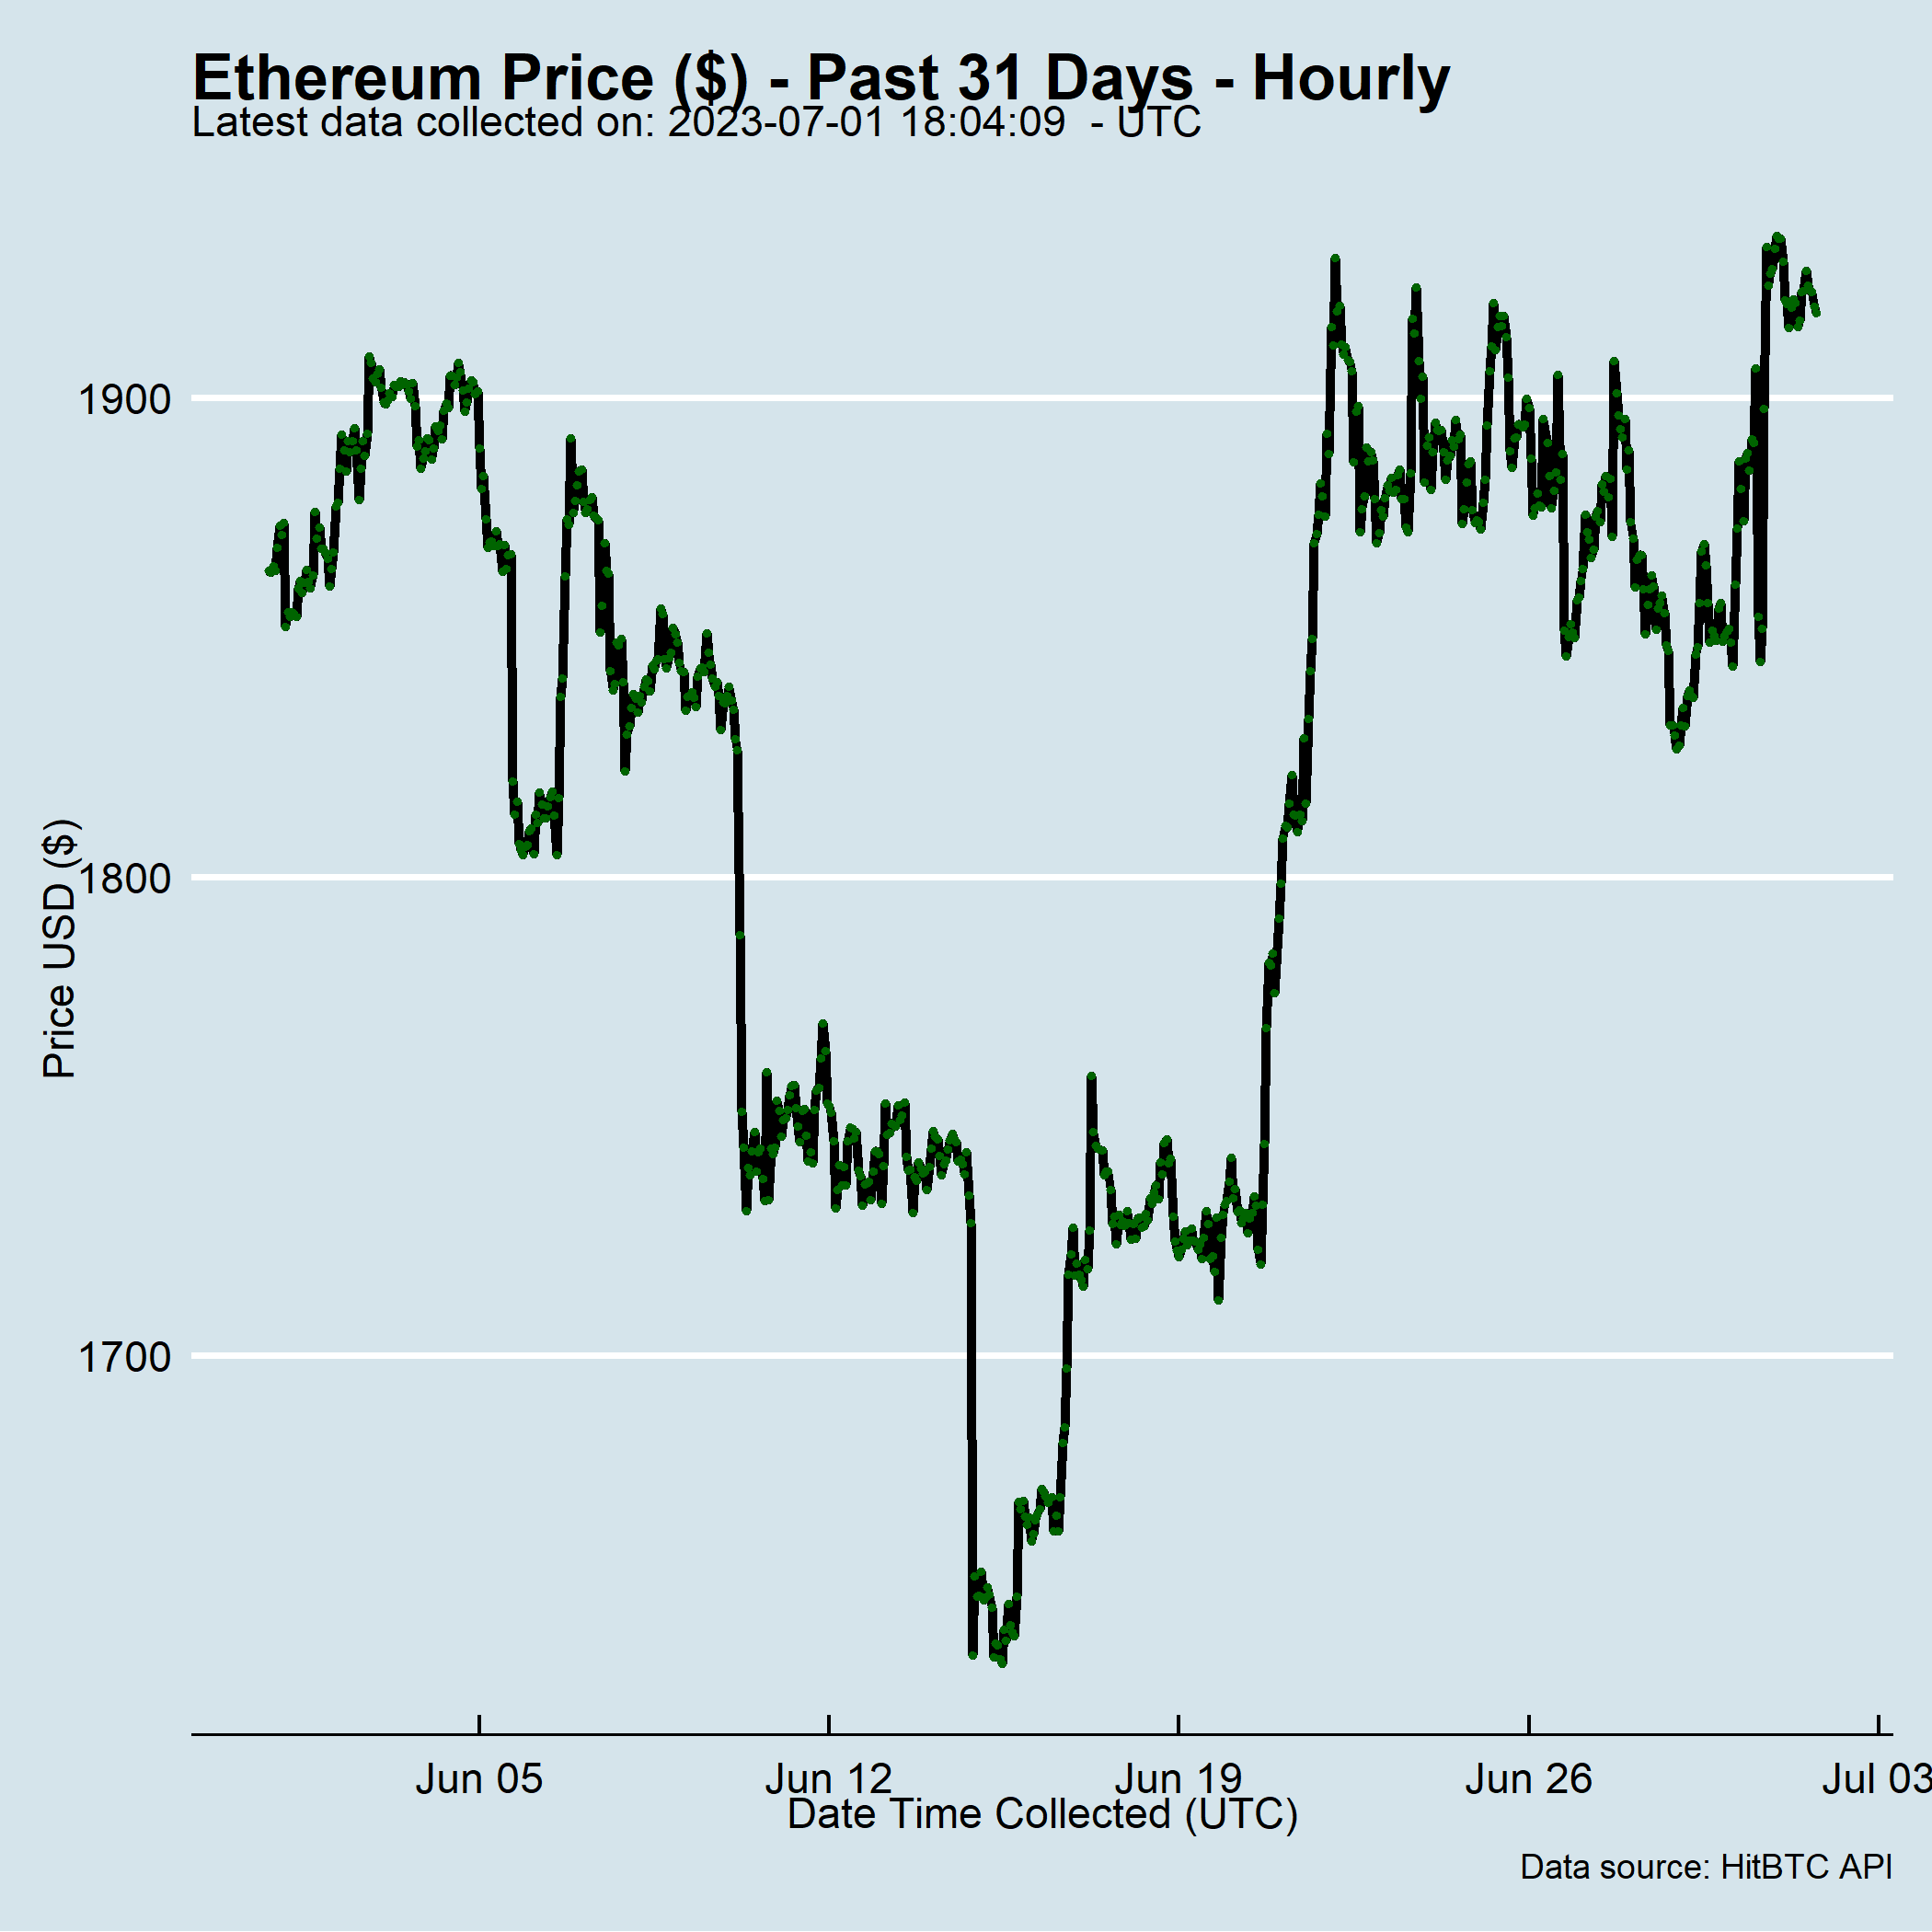 Ethereum Price ($) - Past 31 Days - Hourly
Latest data collected on: 2023-07-01 18:04:09  - UTC
Price USD ($)
1900
1800
1700
Jun 05
Jun 12
Jun 19
Jun 26
Jul 03
Date Time Collected (UTC)
Data source: HitBTC API